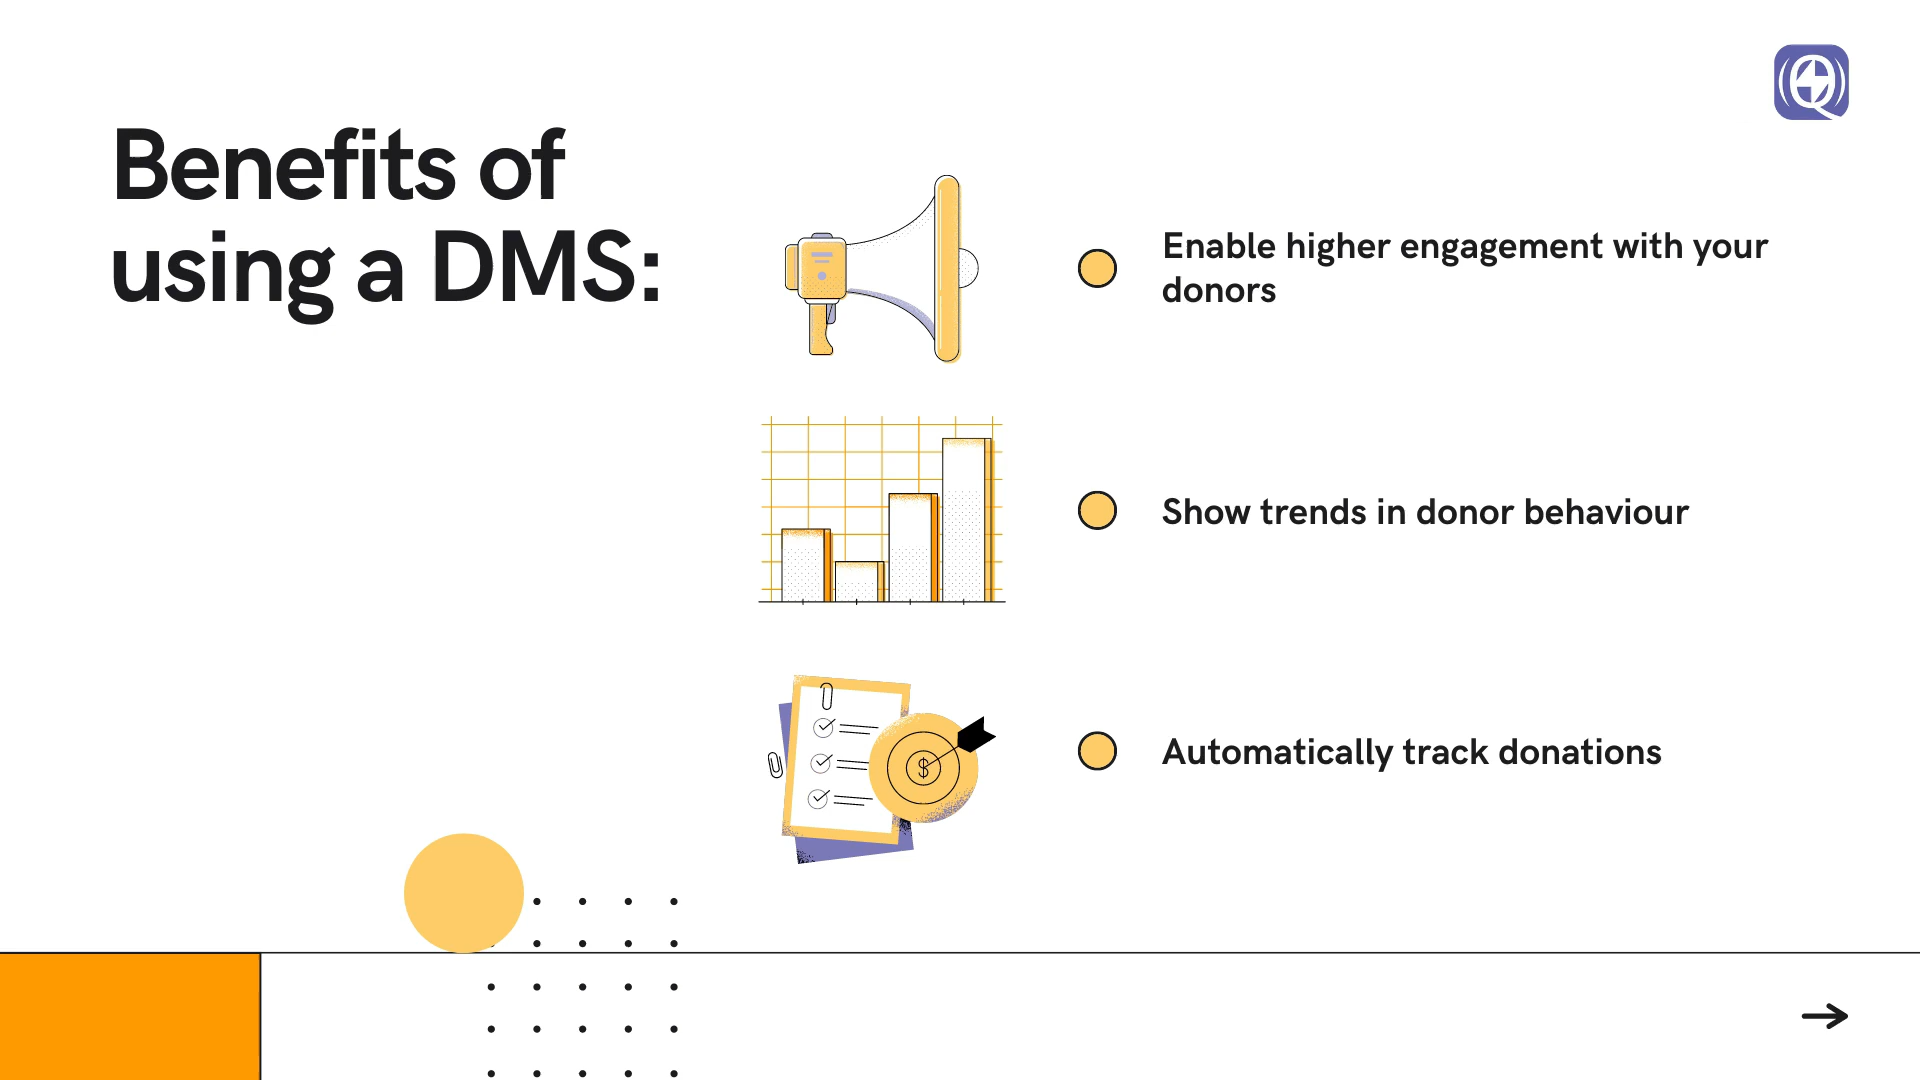 Benefits of
using a DMS:
Enable higher engagement with your
donors
Show trends in donor behaviour
$
Automatically track donations